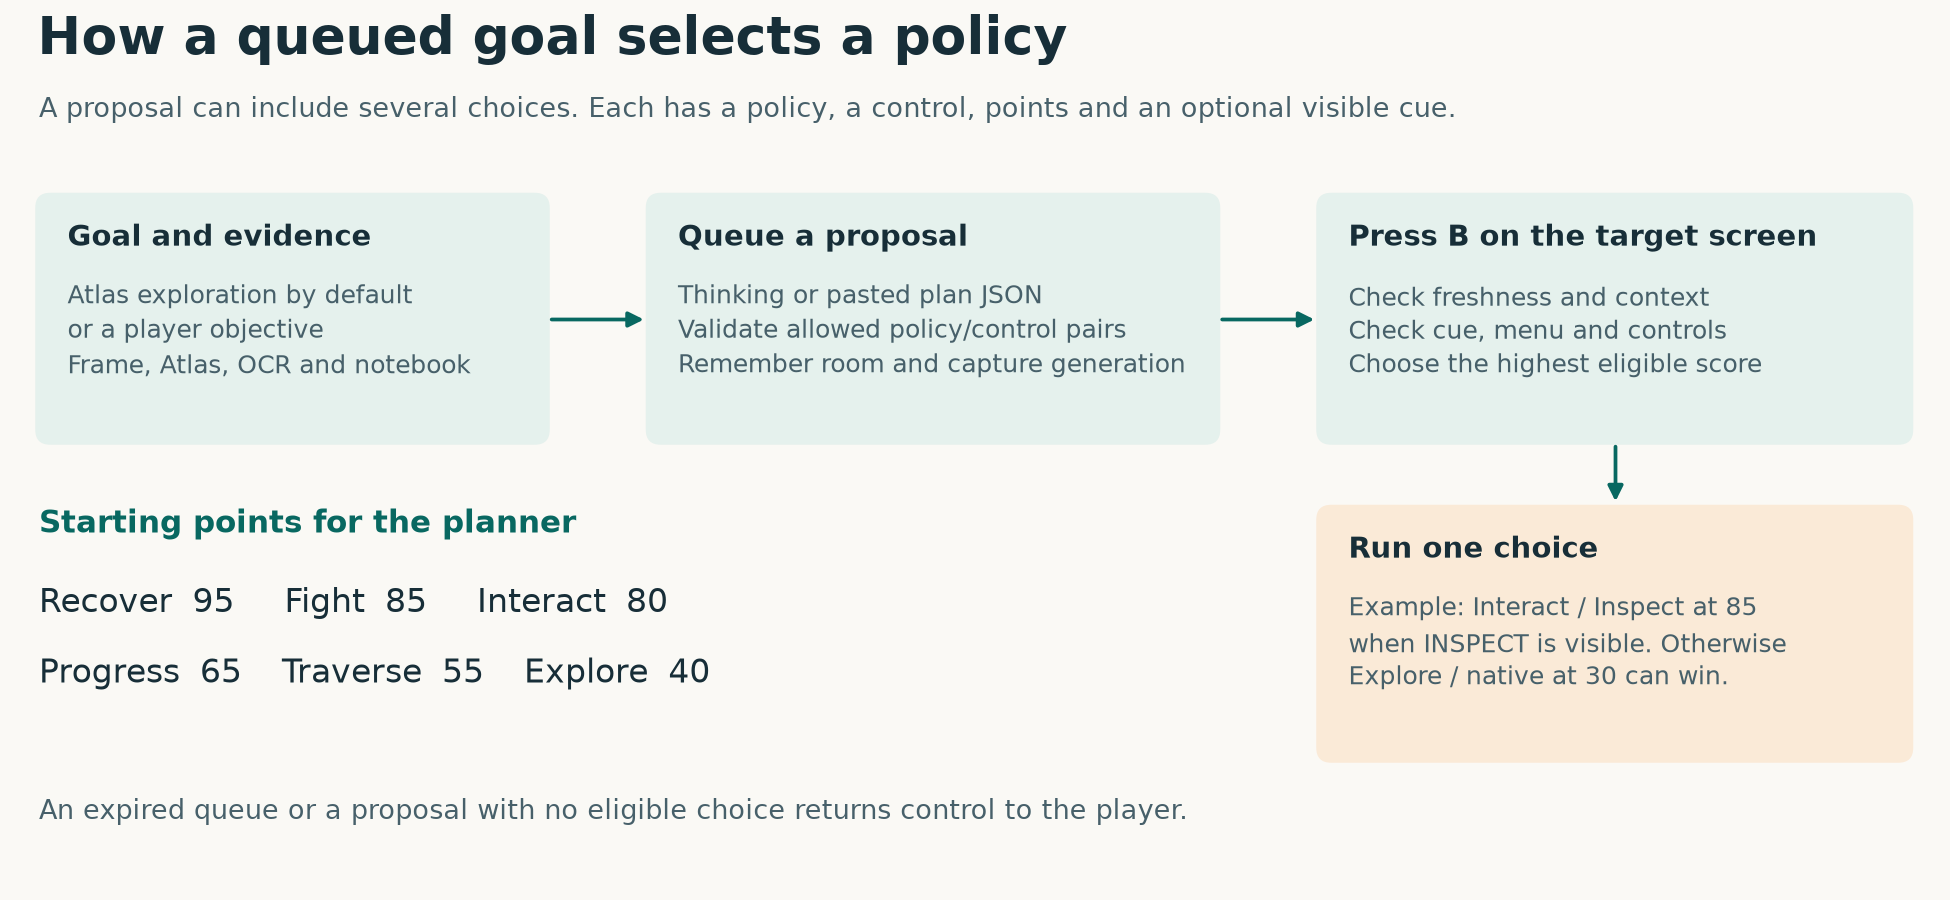 How a queued goal selects a policy
A proposal can include several choices. Each has a policy, a control, points and an optional visible cue.
Goal and evidence
Atlas exploration by default
or a player objective
Frame, Atlas, OCR and notebook
Queue a proposal
Thinking or pasted plan JSON
Validate allowed policy/control pairs
Remember room and capture generation
Press B on the target screen
Check freshness and context
Check cue, menu and controls
Choose the highest eligible score
Run one choice
Example: Interact / Inspect at 85
when INSPECT is visible. Otherwise
Explore / native at 30 can win.
Starting points for the planner
Recover 95 Fight 85 Interact 80
Progress 65 Traverse 55 Explore 40
An expired queue or a proposal with no eligible choice returns control to the player.